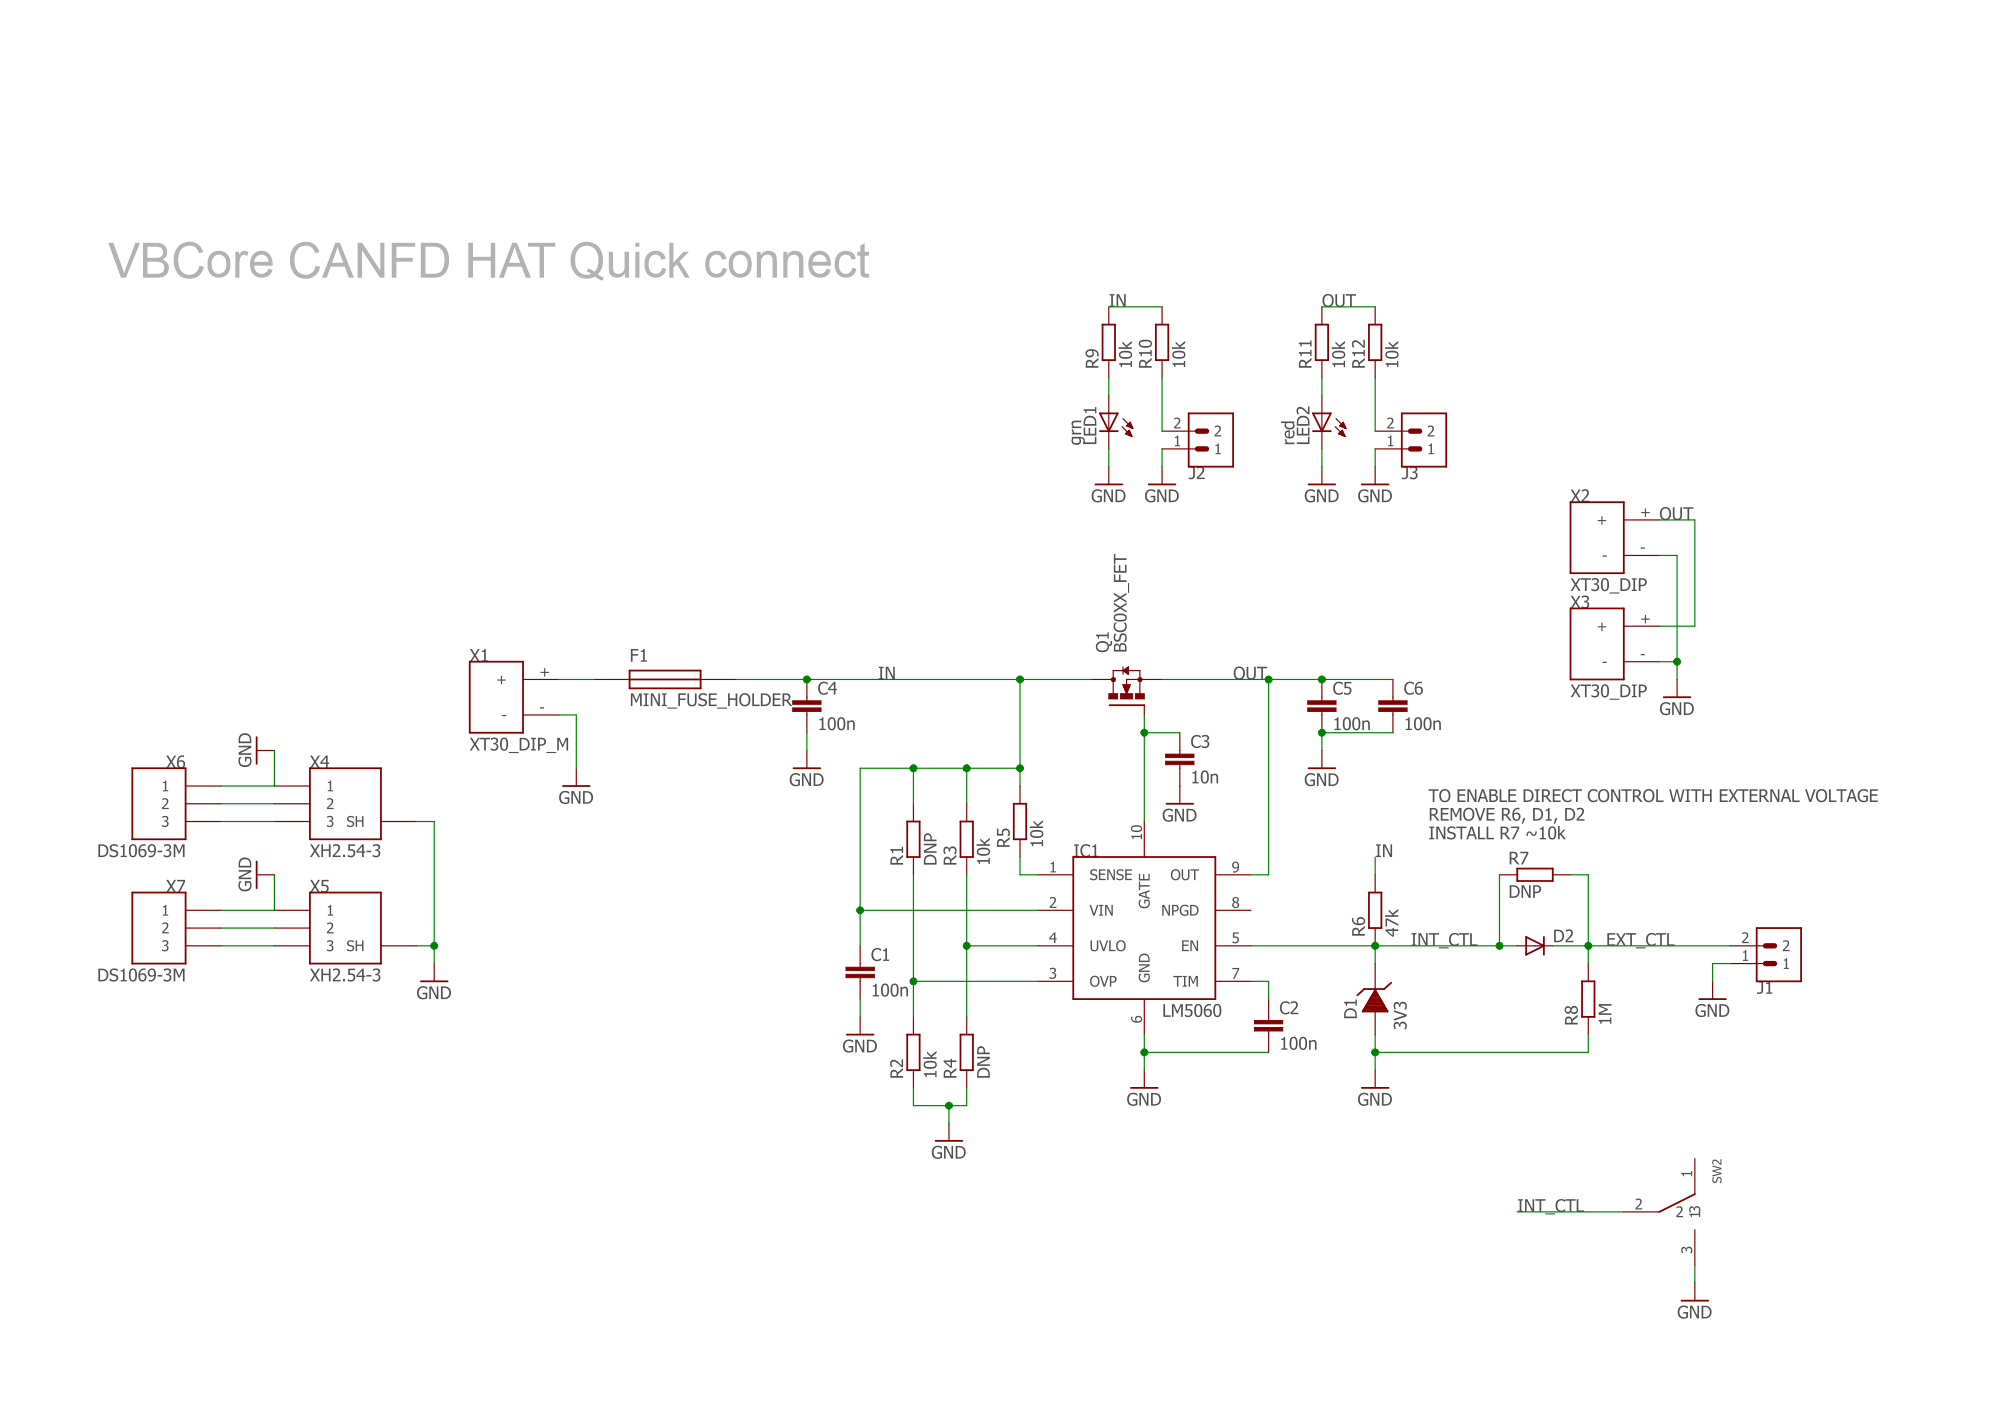 VBCore CANFD HAT Quick connect
IN
R9
10k
R10
10k
grn
LED1
2
1
2
1
J2
GND
GND
OUT
R11
10k
R12
10k
red
LED2
2
1
2
1
J3
GND
GND
X2
+
-
+
-
OUT
XT30_DIP
X3
+
-
+
-
XT30_DIP
GND
X1
+
-
+
-
XT30_DIP_M
GND
F1
MINI_FUSE_HOLDER
C4
100n
GND
IN
Q1
BSC0XX_FET
OUT
C5
100n
C6
100n
GND
C3
10n
GND
X6
1
2
3
DS1069-3M
GND
X4
1
2
3 SH
XH2.54-3
X7
1
2
3
DS1069-3M
GND
X5
1
2
3 SH
XH2.54-3
GND
R1
DNP
R3
10k
R5
10k
C1
100n
GND
R2
10k
R4
DNP
GND
IC1
1 SENSE
2 VIN
4 UVLO
3 OVP
10
GATE
GND
6
OUT 9
NPGD 8
EN 5
TIM 7
LM5060
GND
C2
100n
TO ENABLE DIRECT CONTROL WITH EXTERNAL VOLTAGE
REMOVE R6, D1, D2
INSTALL R7 ~10k
IN
R6
47k
INT_CTL
R7
DNP
D2
EXT_CTL
D1
3V3
GND
R8
1M
2
1
2
1
J1
GND
INT_CTL
2
2
13
1
3
SW2
GND